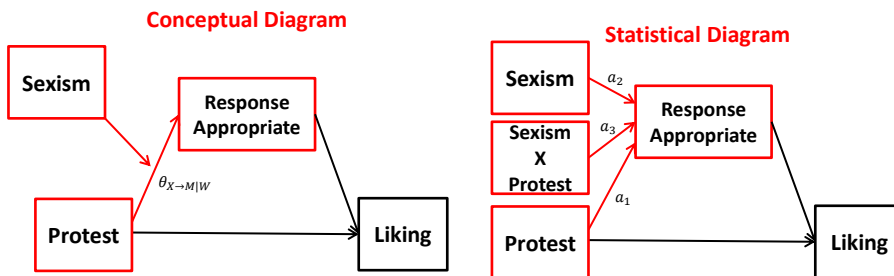 Conceptual Diagram
Sexism
Response
Appropriate
θX→M|W
Protest
Liking
Statistical Diagram
Sexism
a2
Response
Appropriate
Sexism
X
Protest
a3
a1
Protest
Liking